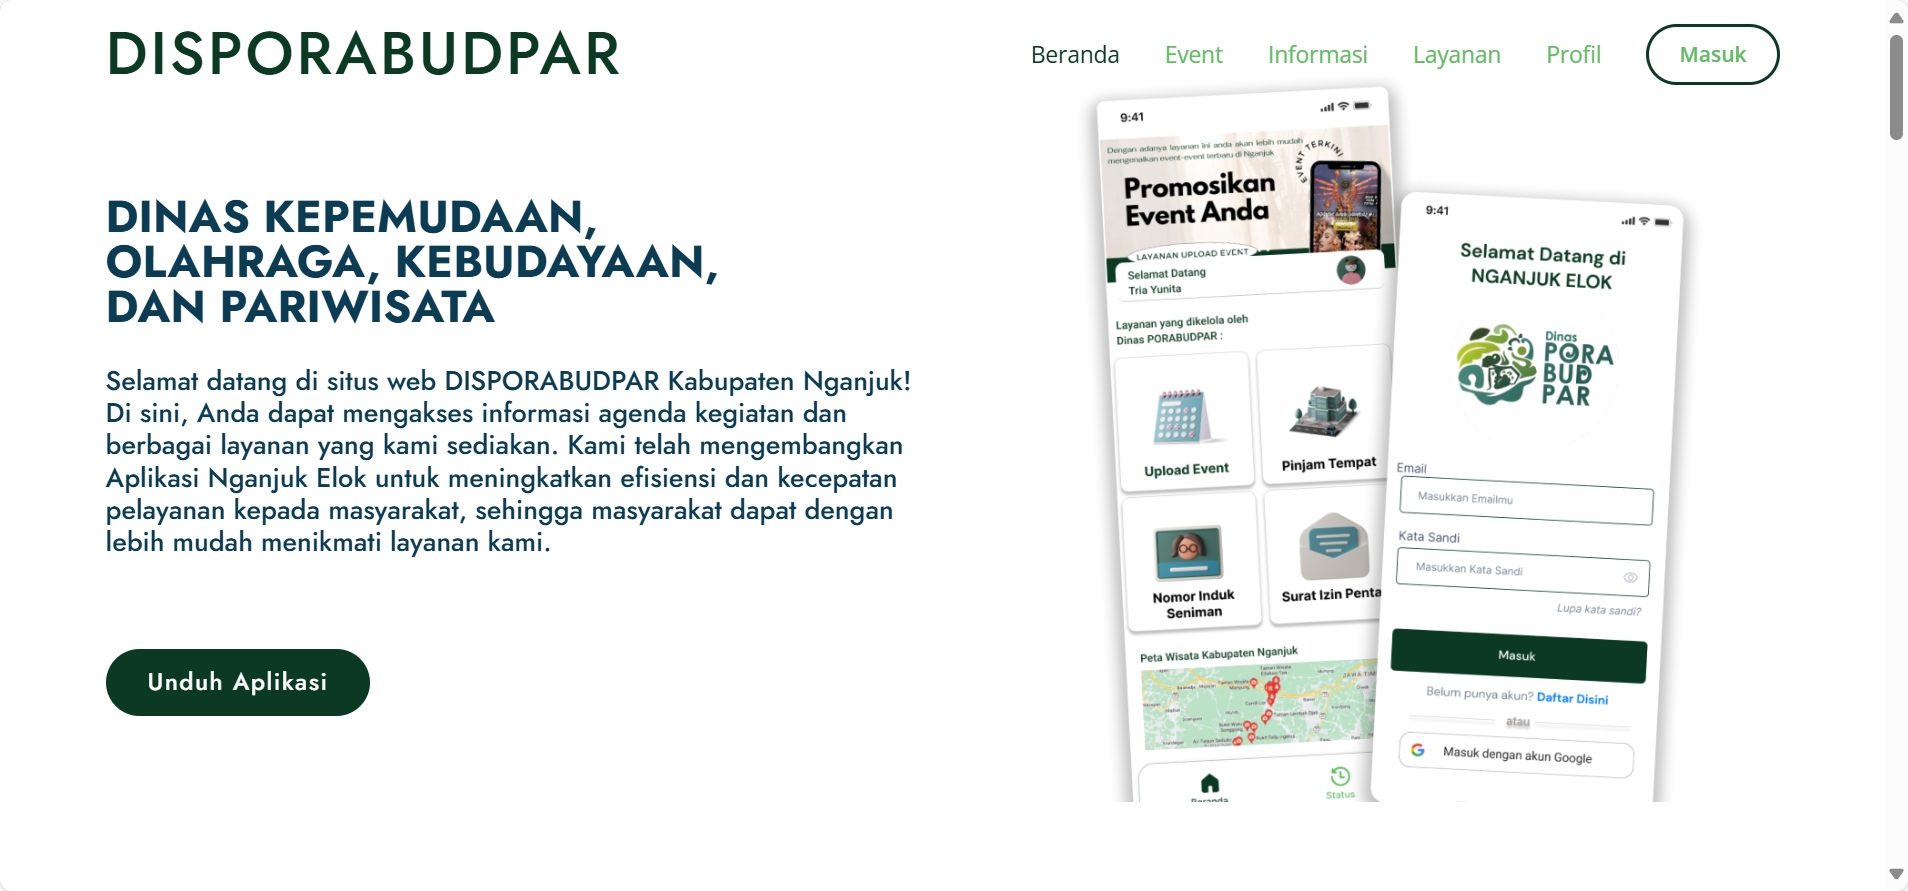 DISPORABUDPAR
Beranda
Event
Informasi
Layanan
Profil
Masuk
DINAS KEPEMUDAAN,
OLAHRAGA, KEBUDAYAAN,
DAN PARIWISATA
Selamat datang di situs web DISPORABUDPAR Kabupaten Nganjuk!
Di sini, Anda dapat mengakses informasi agenda kegiatan dan
berbagai layanan yang kami sediakan. Kami telah mengembangkan
Aplikasi Nganjuk Elok untuk meningkatkan efisiensi dan kecepatan
pelayanan kepada masyarakat, sehingga masyarakat dapat dengan
lebih mudah menikmati layanan kami.
Unduh Aplikasi
9:41
Dengan adanya layanan ini anda akan lebih mudah
mengenalkan event-event terbaru di Nganjuk
EVENT TERKINI
Promosikan
Event Anda
LAYANAN UPLOAD EVENT
Selamat Datang
Tria Yunita
Layanan yang dikelola oleh
Dinas PORABUDPAR :
Upload Event
Pinjam Tempat
Nomor Induk
Seniman
Surat Izin Penta
Peta Wisata Kabupaten Nganjuk
Beranda
Status
9:41
Selamat Datang di
NGANJUK ELOK
Dinas
PORA
BUD
PAR
Email
Masukkan Emailmu
Kata Sandi
Masukkan Kata Sandi
Lupa kata sandi?
Masuk
Belum punya akun? Daftar Disini
atau
Masuk dengan akun Google